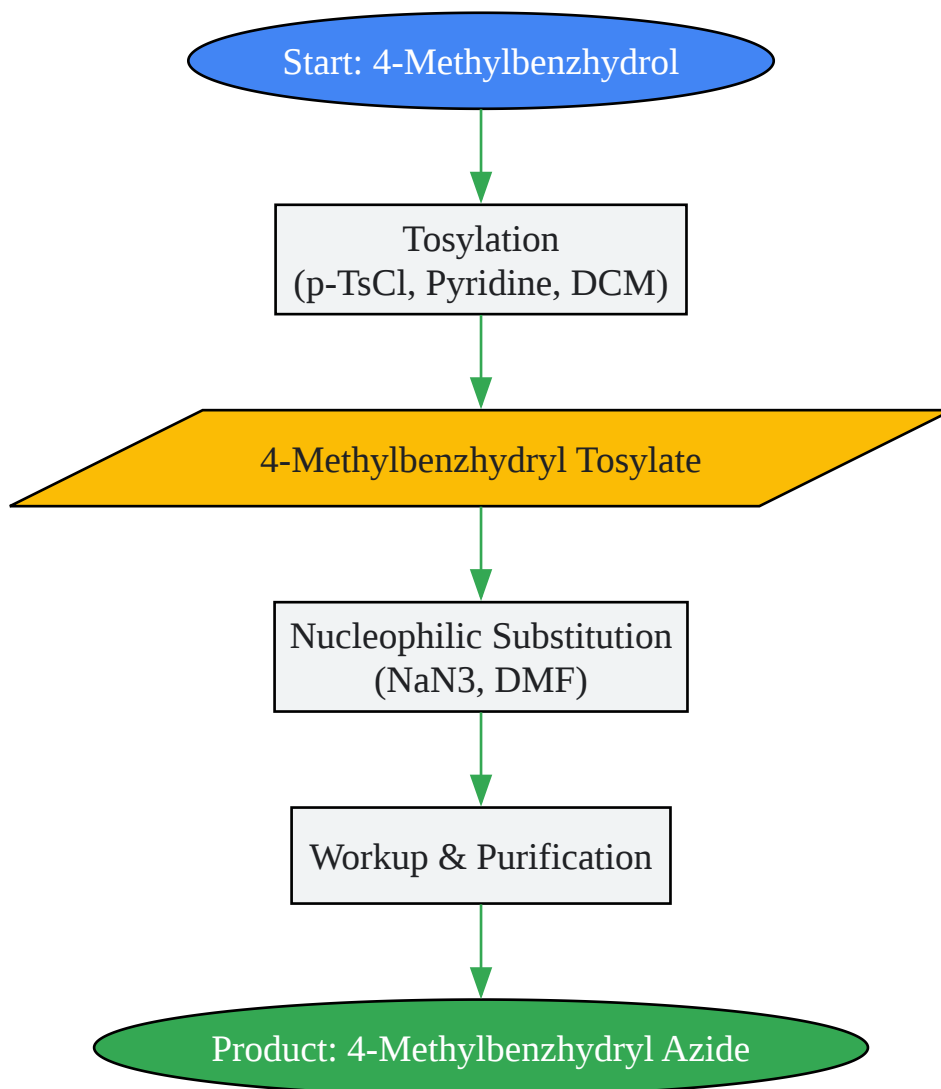 Start: 4-Methylbenzhydrol
Tosylation
(p-TsCl, Pyridine, DCM)
4-Methylbenzhydryl Tosylate
Nucleophilic Substitution
(NaN3, DMF)
Workup & Purification
Product: 4-Methylbenzhydryl Azide